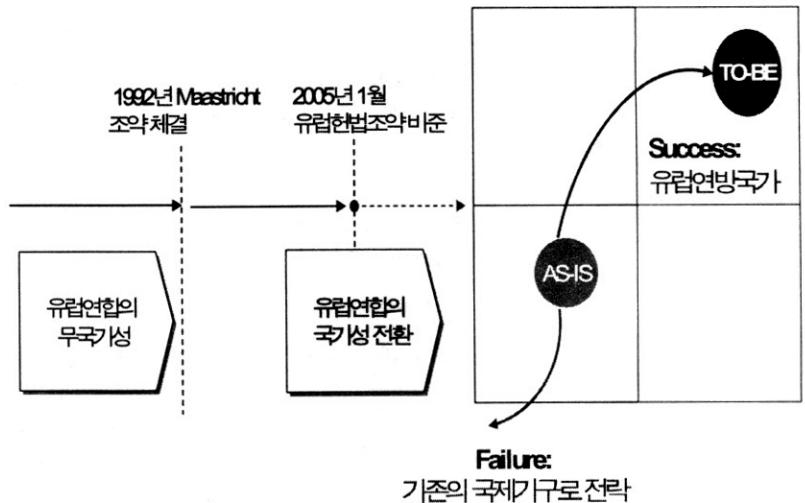 1992년 Maastricht
조약 체결
2005년 1월
유럽헌법조약 비준
유럽연합의
무국가성
유럽연합의
국가성 전환
TO-BE
Success:
유럽연방국가
AS-IS
Failure:
기존의 국제기구로 전락